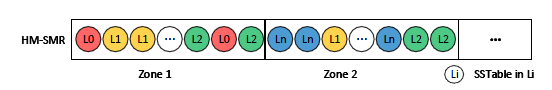 HM-SMR L0 L1 L1 ... L2 L0 L2 Ln Ln L1 ... Ln L2 L2 ...
Zone 1 Zone 2 Li SSTable in Li